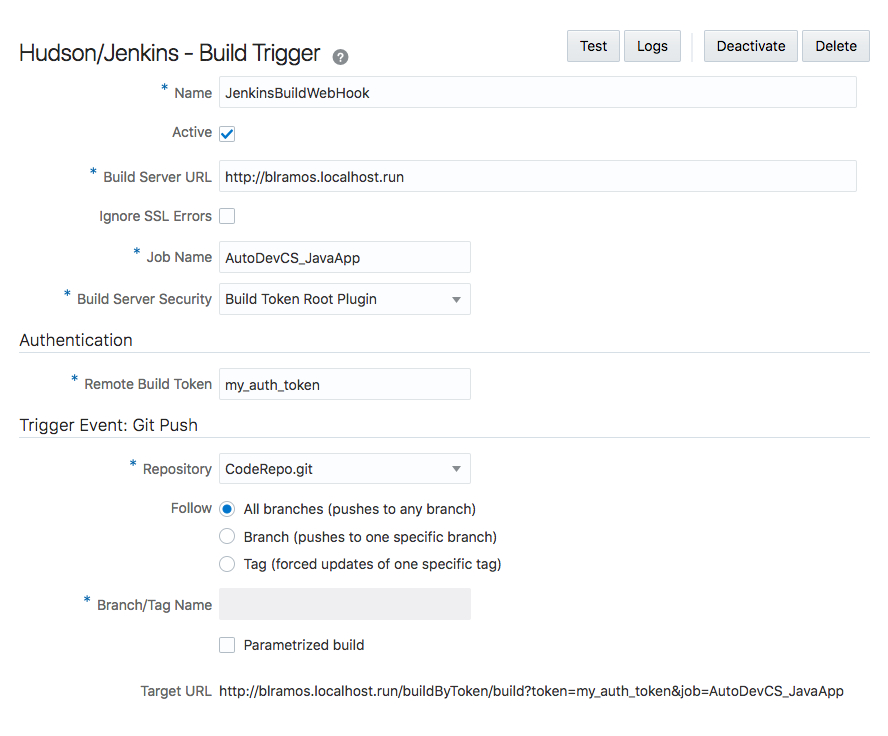 Hudson/Jenkins - Build Trigger ?
Test Logs Deactivate Delete
* Name JenkinsBuildWebHook
Active
* Build Server URL http://blramos.localhost.run
Ignore SSL Errors
* Job Name AutoDevCS_JavaApp
* Build Server Security Build Token Root Plugin
Authentication
* Remote Build Token my_auth_token
Trigger Event: Git Push
* Repository CodeRepo.git
Follow All branches (pushes to any branch)
Branch (pushes to one specific branch)
Tag (forced updates of one specific tag)
* Branch/Tag Name
Parametrized build
Target URL http://blramos.localhost.run/buildByToken/build?token=my_auth_token&job=AutoDevCS_JavaApp